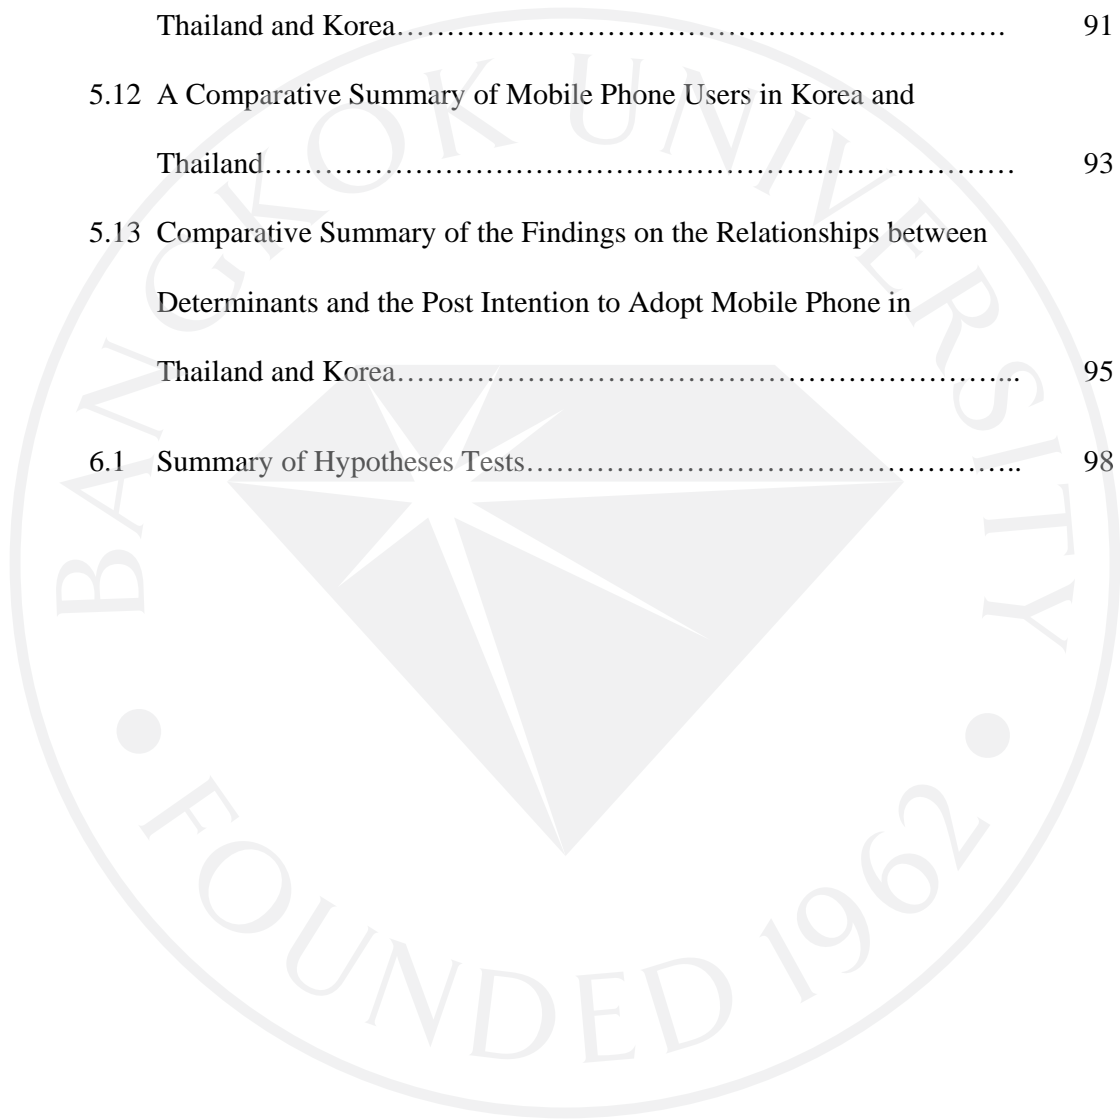 Thailand and Korea……………………………………………………. 91
5.12 A Comparative Summary of Mobile Phone Users in Korea and
Thailand………………………………………………………………… 93
5.13 Comparative Summary of the Findings on the Relationships between
Determinants and the Post Intention to Adopt Mobile Phone in
Thailand and Korea……………………………………………………... 95
6.1 Summary of Hypotheses Tests………………………………………….. 98
BANGKOK UNIVERSITY
• FOUNDED 1962 •